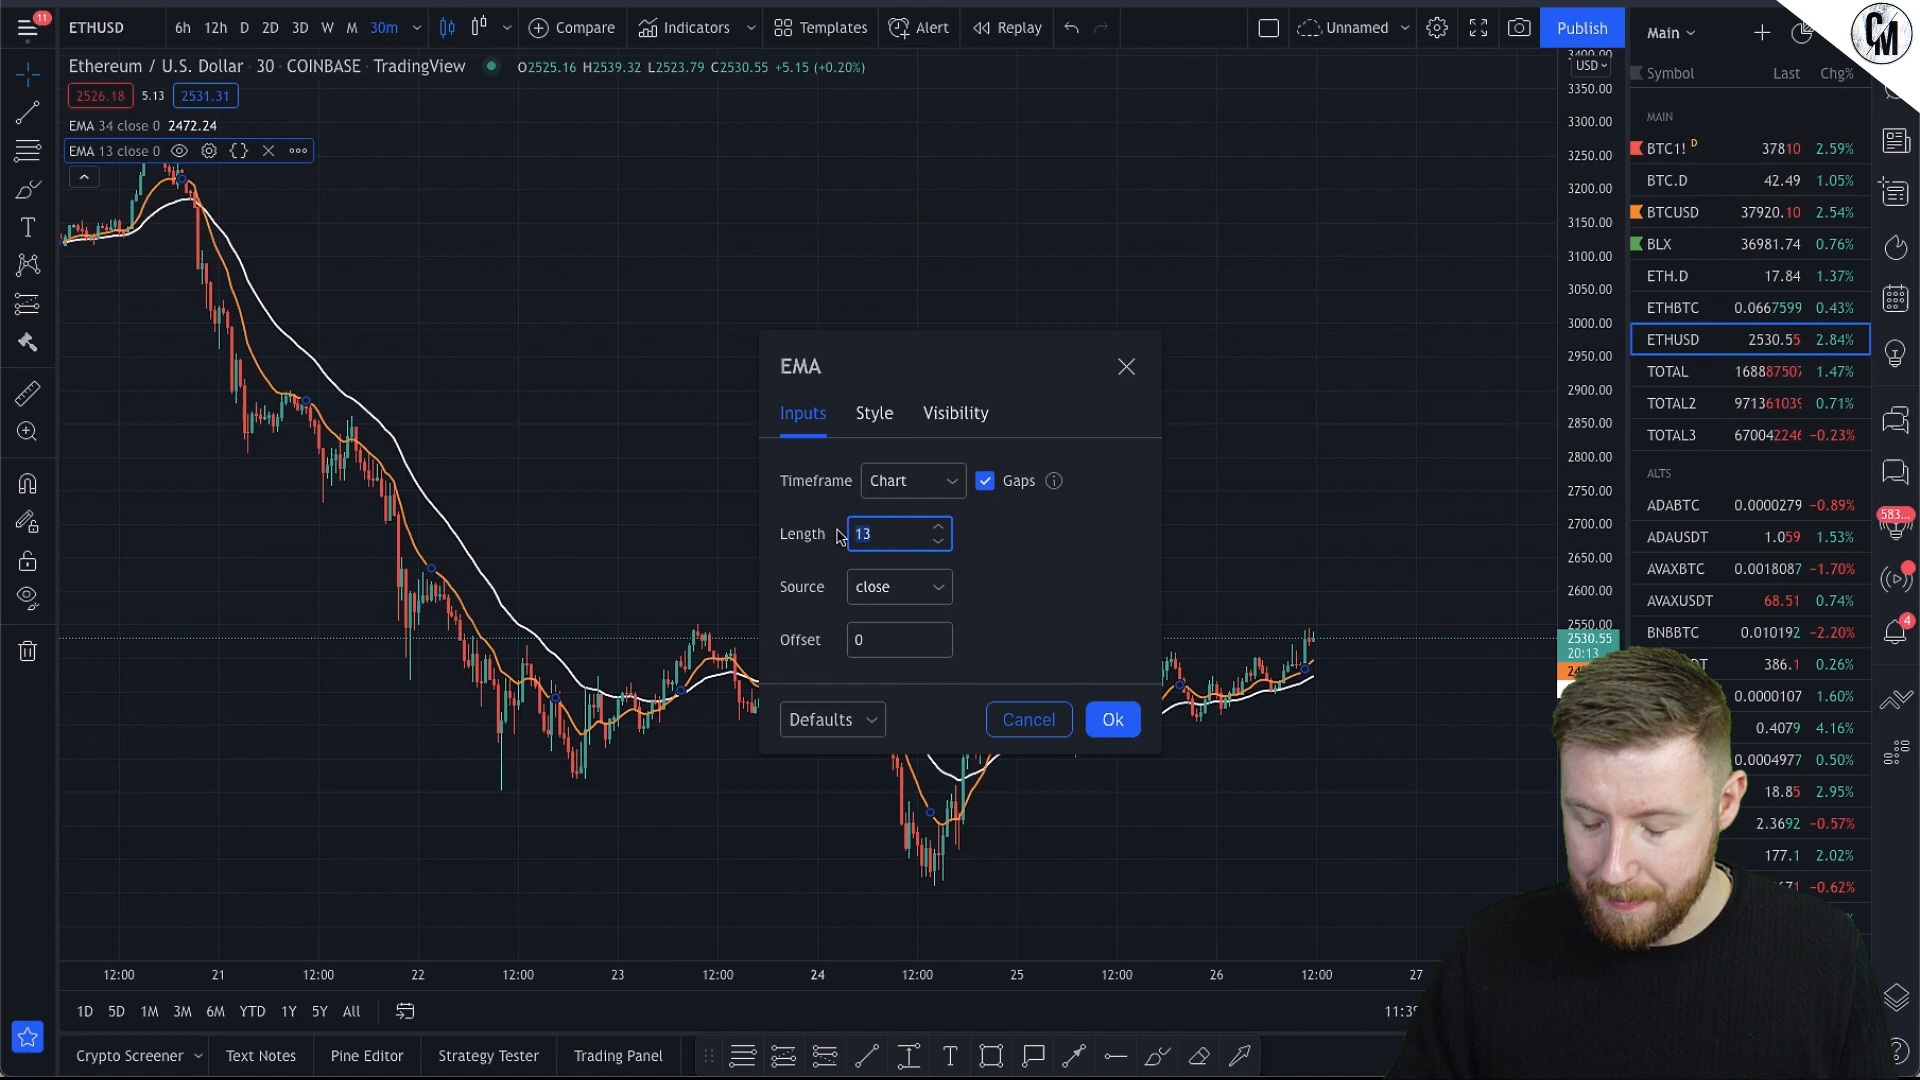 11
ETHUSD 6h 12h D 2D 3D W M 30m Compare Indicators Templates Alert Replay Unnamed Publish
Main
CM
Ethereum / U.S. Dollar · 30 · COINBASE · TradingView O2525.16 H2539.32 L2523.79 C2530.55 +5.15 (+0.20%)
2526.18 5.13 2531.31
EMA 34 close 0 2472.24
EMA 13 close 0
USD
3400.00
3350.00
3300.00
3250.00
3200.00
3150.00
3100.00
3050.00
3000.00
2950.00
2900.00
2850.00
2800.00
2750.00
2700.00
2650.00
2600.00
2550.00
2530.55
20:13
Symbol Last Chg%
MAIN
BTC1! D 37810 2.59%
BTC.D 42.49 1.05%
BTCUSD 37920.10 2.54%
BLX 36981.74 0.76%
ETH.D 17.84 1.37%
ETHBTC 0.0667599 0.43%
ETHUSD 2530.55 2.84%
TOTAL 16888750 1.47%
TOTAL2 97136103 0.71%
TOTAL3 67004224 −0.23%
ALTS
ADABTC 0.0000279 −0.89%
ADAUSDT 1.059 1.53%
AVAXBTC 0.0018087 −1.70%
AVAXUSDT 68.51 0.74%
BNBBTC 0.010192 −2.20%
386.1 0.26%
0.0000107 1.60%
0.4079 4.16%
0.0004977 0.50%
18.85 2.95%
2.3692 −0.57%
177.1 2.02%
−0.62%
583...
4
EMA
Inputs Style Visibility
Timeframe Chart Gaps
Length 13
Source close
Offset 0
Defaults Cancel Ok
12:00 21 12:00 22 12:00 23 12:00 24 12:00 25 12:00 26 12:00 27
1D 5D 1M 3M 6M YTD 1Y 5Y All
Crypto Screener Text Notes Pine Editor Strategy Tester Trading Panel